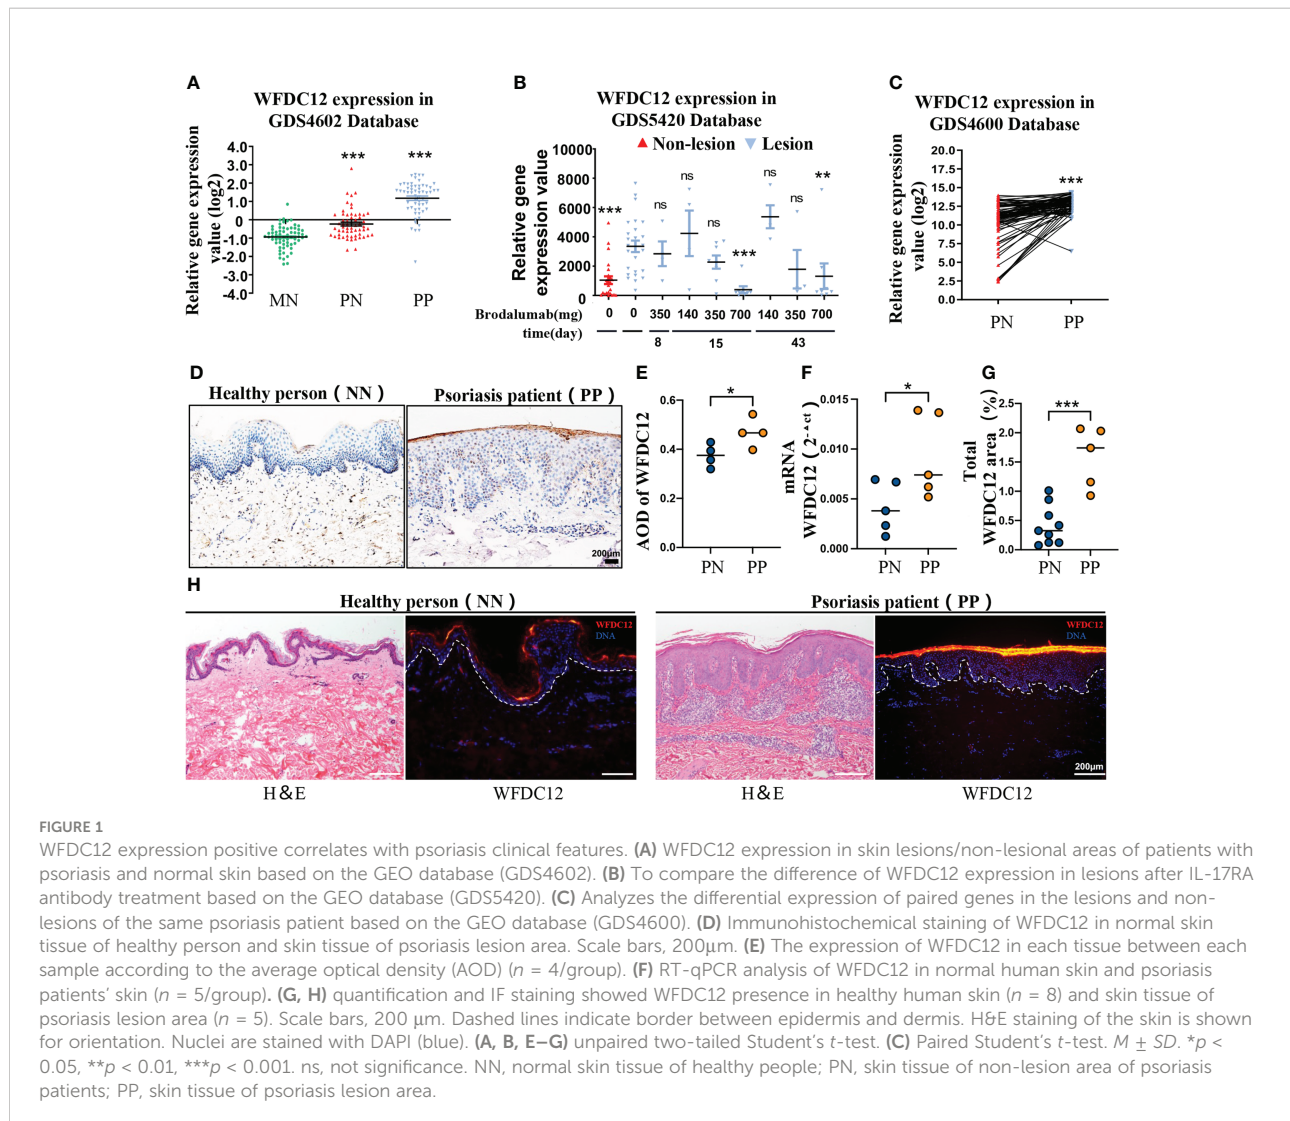 A
WFDC12 expression in
GDS4602 Database
Relative gene expression
value (log2)
4.0
3.0
2.0
1.0
0
-1.0
-2.0
-3.0
-4.0
***
***
MN
PN
PP
B
WFDC12 expression in
GDS5420 Database
Non-lesion
Lesion
Relative gene
expression value
10000
8000
6000
4000
2000
0
***
ns
ns
***
ns
ns
**
Brodalumab(mg) 0 0 350 140 350 700 140 350 700
time(day) 8 15 43
C
WFDC12 expression in
GDS4600 Database
Relative gene expression
value (log2)
20.0
17.5
15.0
12.5
10.0
7.5
5.0
2.5
0.0
***
PN
PP
D
Healthy person ( NN )
Psoriasis patient ( PP )
200μm
E
AOD of WFDC12
0.6
0.4
0.2
0.0
*
PN
PP
F
mRNA
WFDC12 ( 2-▲ct )
0.015
0.010
0.005
0.000
*
PN
PP
G
Total
WFDC12 area (%)
2.5
2.0
1.5
1.0
0.5
0.0
***
PN
PP
H
Healthy person ( NN )
Psoriasis patient ( PP )
WFDC12
DNA
WFDC12
DNA
200μm
H&E
WFDC12
H&E
WFDC12
FIGURE 1
WFDC12 expression positive correlates with psoriasis clinical features. (A) WFDC12 expression in skin lesions/non-lesional areas of patients with
psoriasis and normal skin based on the GEO database (GDS4602). (B) To compare the difference of WFDC12 expression in lesions after IL-17RA
antibody treatment based on the GEO database (GDS5420). (C) Analyzes the differential expression of paired genes in the lesions and non-
lesions of the same psoriasis patient based on the GEO database (GDS4600). (D) Immunohistochemical staining of WFDC12 in normal skin
tissue of healthy person and skin tissue of psoriasis lesion area. Scale bars, 200μm. (E) The expression of WFDC12 in each tissue between each
sample according to the average optical density (AOD) (n = 4/group). (F) RT-qPCR analysis of WFDC12 in normal human skin and psoriasis
patients' skin (n = 5/group). (G, H) quantification and IF staining showed WFDC12 presence in healthy human skin (n = 8) and skin tissue of
psoriasis lesion area (n = 5). Scale bars, 200 μm. Dashed lines indicate border between epidermis and dermis. H&E staining of the skin is shown
for orientation. Nuclei are stained with DAPI (blue). (A, B, E–G) unpaired two-tailed Student's t-test. (C) Paired Student's t-test. M ± SD. *p <
0.05, **p < 0.01, ***p < 0.001. ns, not significance. NN, normal skin tissue of healthy people; PN, skin tissue of non-lesion area of psoriasis
patients; PP, skin tissue of psoriasis lesion area.